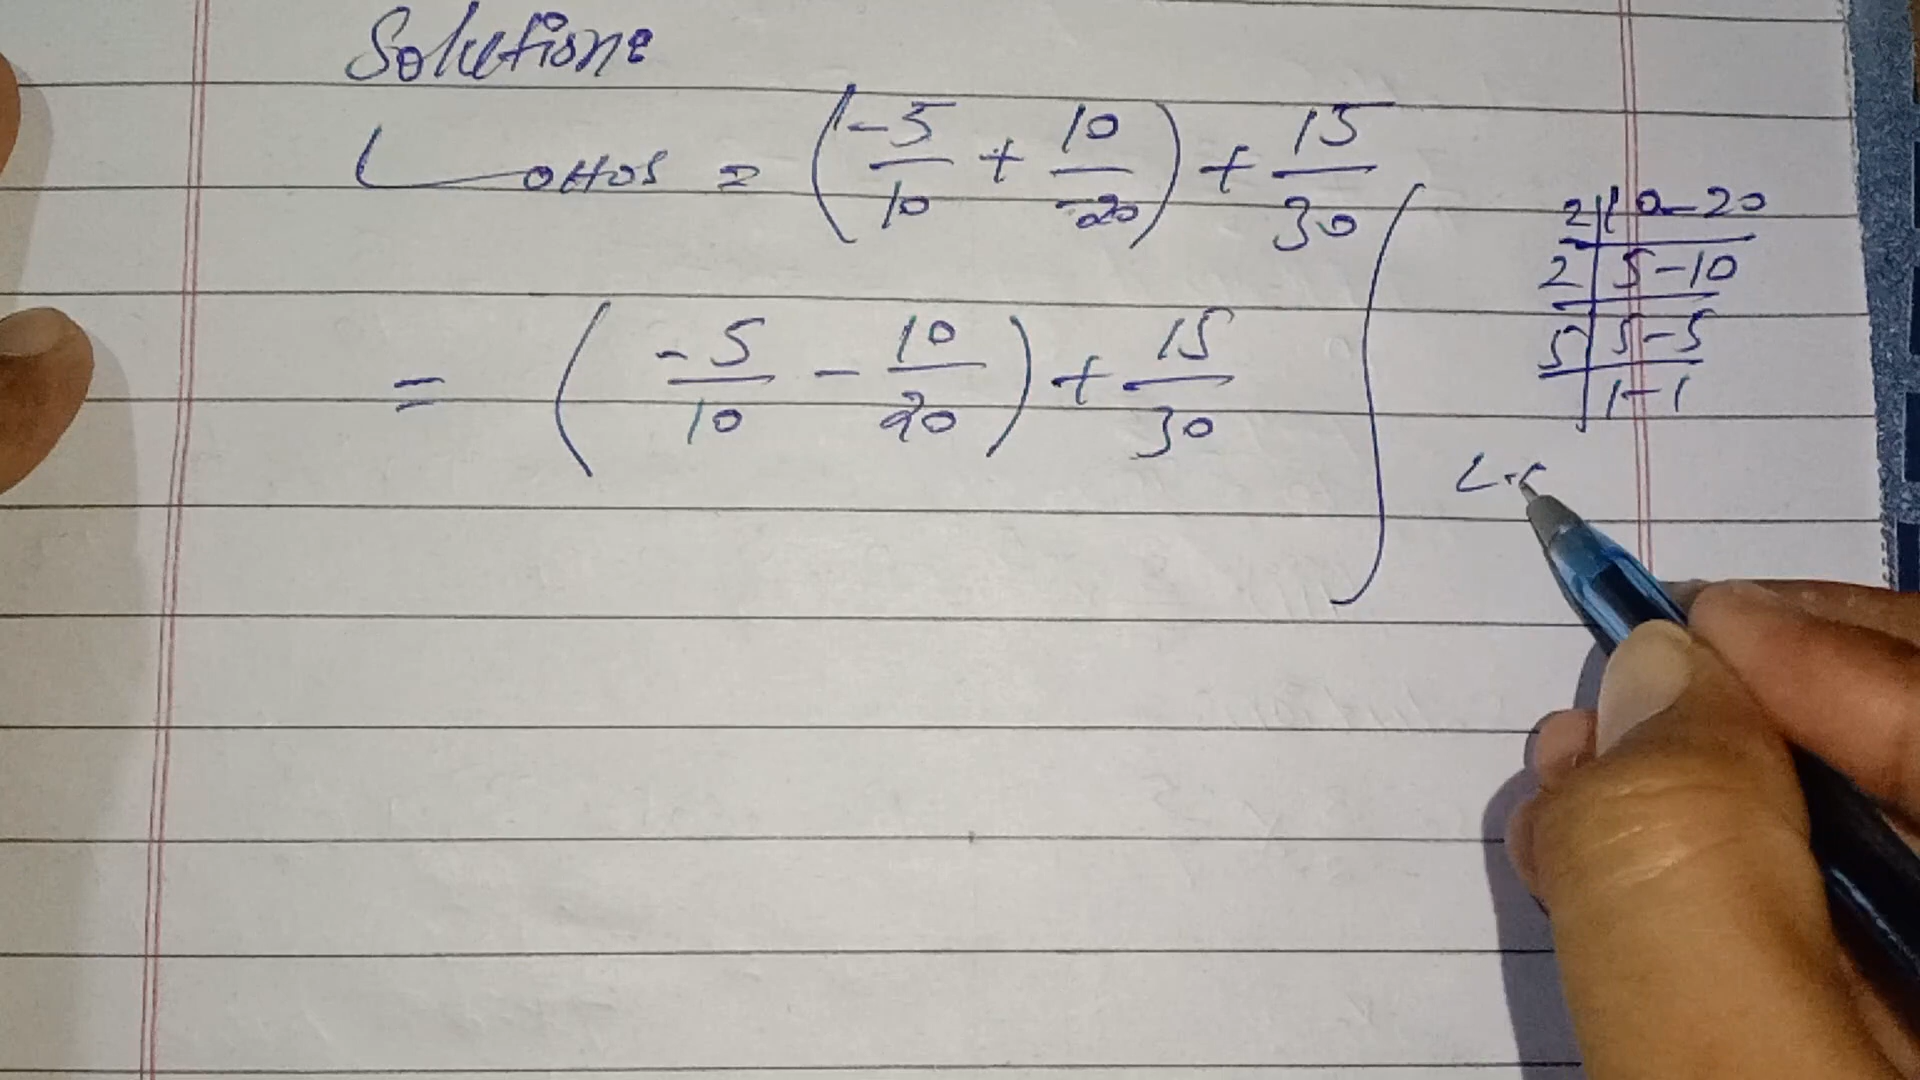 Solution:
L OHOS = (-5/10 + 10/-20) + 15/30
= (-5/10 - 10/20) + 15/30
2|10-20
2|5-10
5|5-5
1-1
L.C